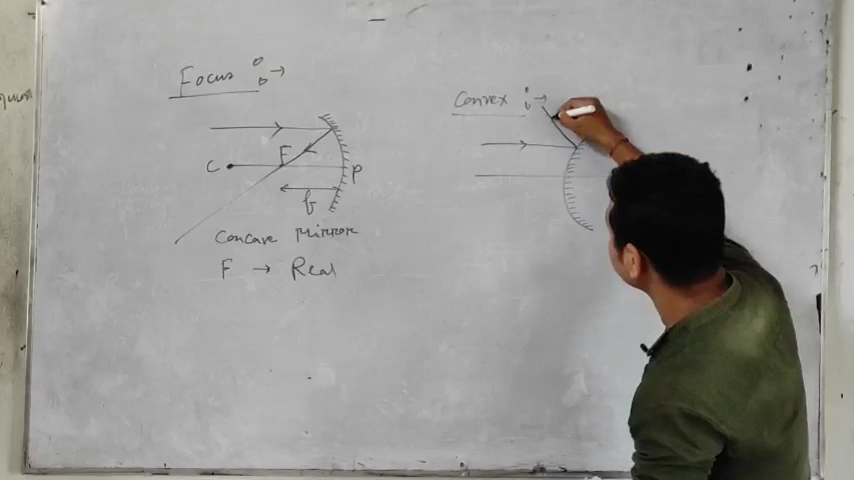 Focus :→
Convex :→
F
C
P
f
Concave Mirror
F → Real